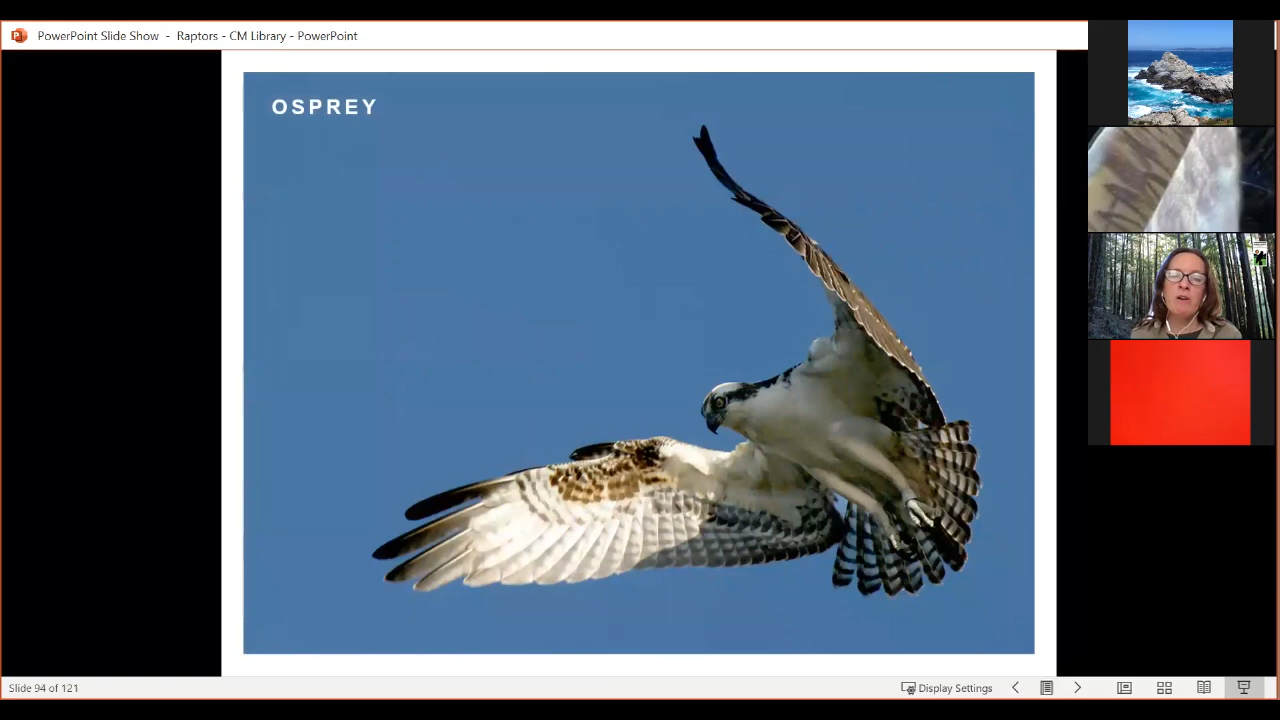 PowerPoint Slide Show - Raptors - CM Library - PowerPoint
OSPREY
Slide 94 of 121
Display Settings